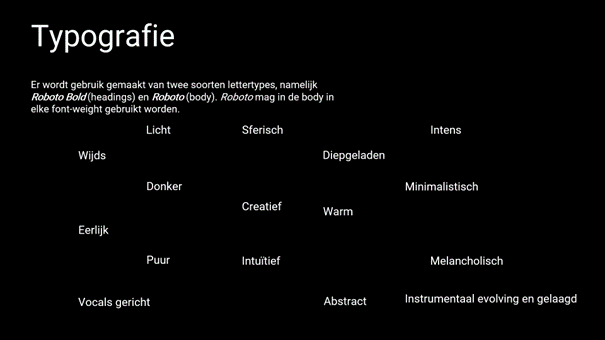 Typografie
Er wordt gebruik gemaakt van twee soorten lettertypes, namelijk
Roboto Bold (headings) en Roboto (body). Roboto mag in de body in
elke font-weight gebruikt worden.
Licht
Sferisch
Intens
Wijds
Diepgeladen
Donker
Minimalistisch
Creatief
Warm
Eerlijk
Puur
Intuïtief
Melancholisch
Vocals gericht
Abstract
Instrumentaal evolving en gelaagd